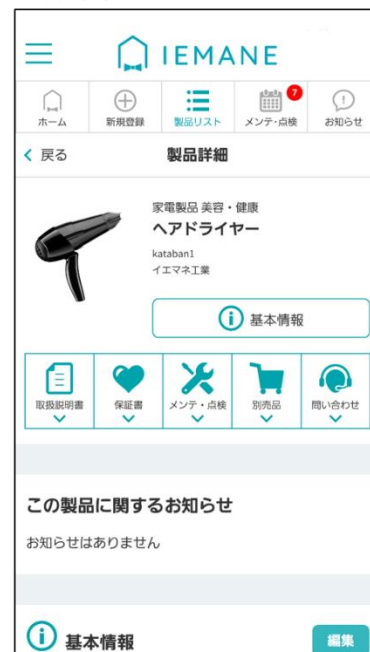 IEMANE
ホーム
新規登録
製品リスト
7
メンテ・点検
お知らせ
戻る
製品詳細
家電製品 美容・健康
ヘアドライヤー
kataban1
イエマネ工業
基本情報
取扱説明書
保証書
メンテ・点検
別売品
問い合わせ
この製品に関するお知らせ
お知らせはありません
基本情報
編集